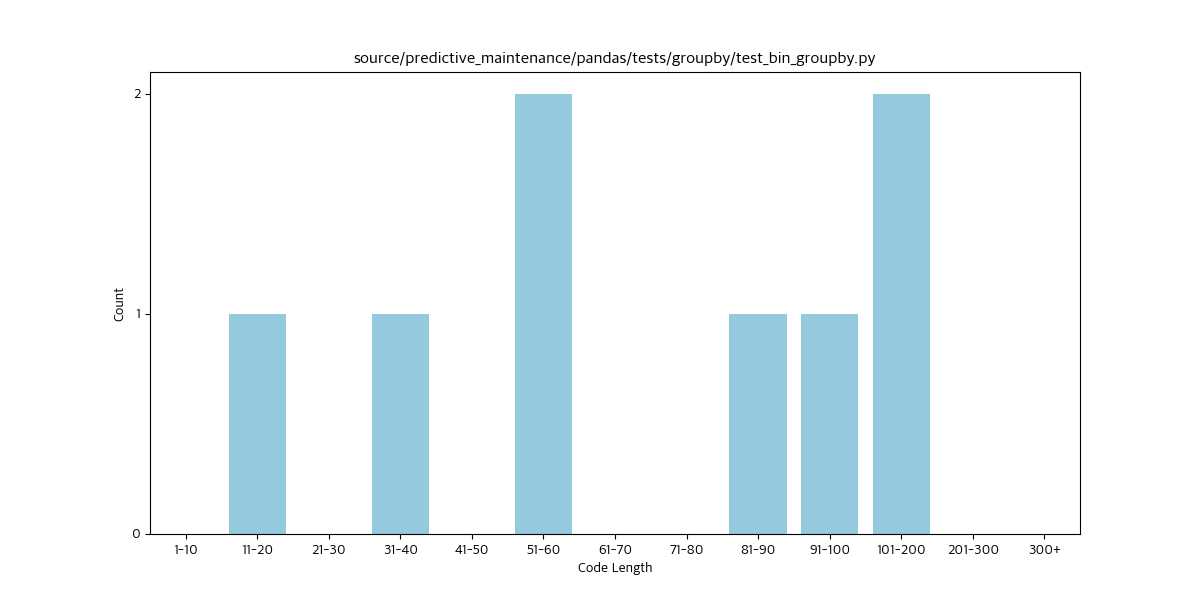 source/predictive_maintenance/pandas/tests/groupby/test_bin_groupby.py
2
1
0
Count
1-10 11-20 21-30 31-40 41-50 51-60 61-70 71-80 81-90 91-100 101-200 201-300 300+
Code Length